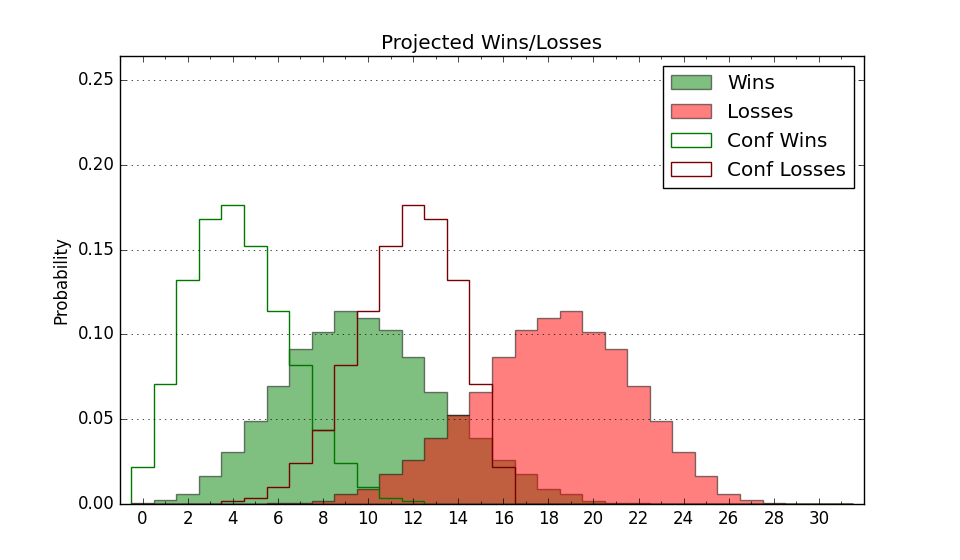 Projected Wins/Losses
Wins
Losses
Conf Wins
Conf Losses
Probability
0.25
0.20
0.15
0.10
0.05
0.00
0 2 4 6 8 10 12 14 16 18 20 22 24 26 28 30